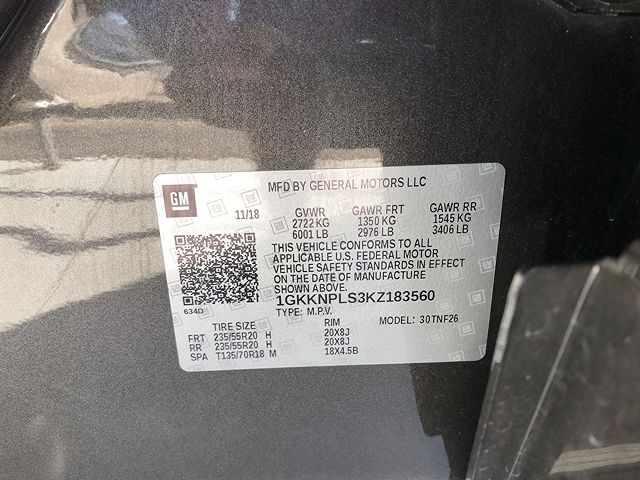 GM
MFD BY GENERAL MOTORS LLC
11/18 GVWR GAWR FRT GAWR RR
2722 KG 1350 KG 1545 KG
6001 LB 2976 LB 3406 LB
THIS VEHICLE CONFORMS TO ALL
APPLICABLE U.S. FEDERAL MOTOR
VEHICLE SAFETY STANDARDS IN EFFECT
ON THE DATE OF MANUFACTURE
SHOWN ABOVE.
1GKKNPLS3KZ183560
634D
TYPE: M.P.V. MODEL: 30TNF26
TIRE SIZE RIM
FRT 235/55R20 H 20X8J
RR 235/55R20 H 20X8J
SPA T135/70R18 M 18X4.5B